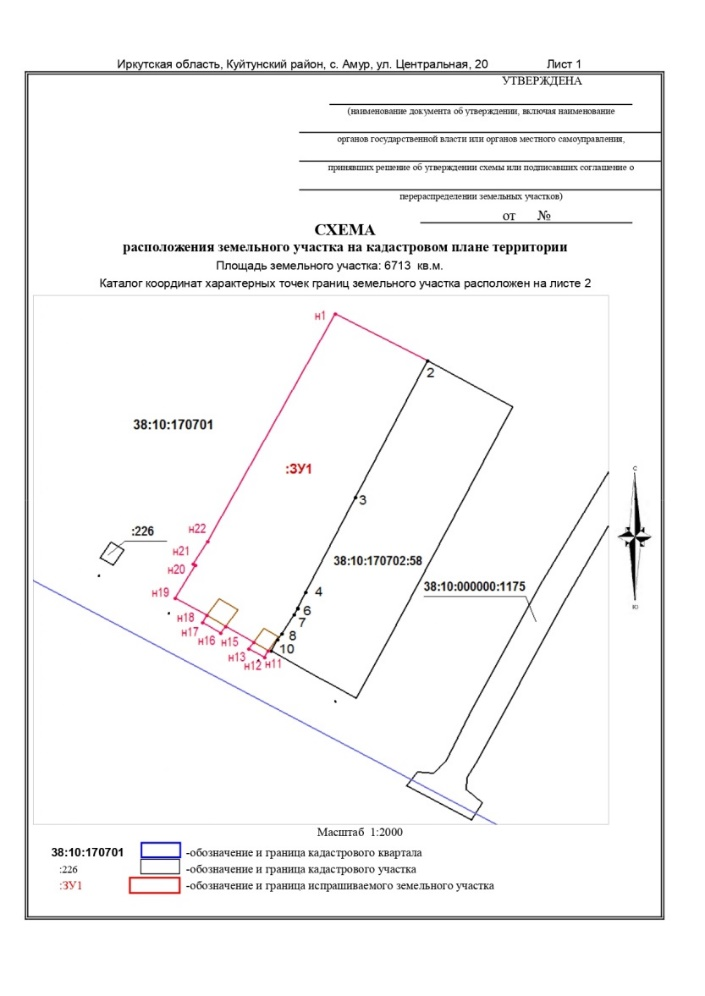 Иркутская область, Куйтунский район, с. Амур, ул. Центральная, 20 Лист 1
УТВЕРЖДЕНА
(наименование документа об утверждении, включая наименование
органов государственной власти или органов местного самоуправления,
принявших решение об утверждении схемы или подписавших соглашение о
перераспределении земельных участков)
от №
СХЕМА
расположения земельного участка на кадастровом плане территории
Площадь земельного участка: 6713 кв.м.
Каталог координат характерных точек границ земельного участка расположен на листе 2
н1
2
38:10:170701
:ЗУ1
С
3
н22
:226
н21
н20
38:10:170702:58
38:10:000000:1175
н19
4
Ю
6
н18
7
н17
н16
н15
8
н13
10
н12
н11
Масштаб 1:2000
38:10:170701 -обозначение и граница кадастрового квартала
:226 -обозначение и граница кадастрового участка
:ЗУ1 -обозначение и граница испрашиваемого земельного участка